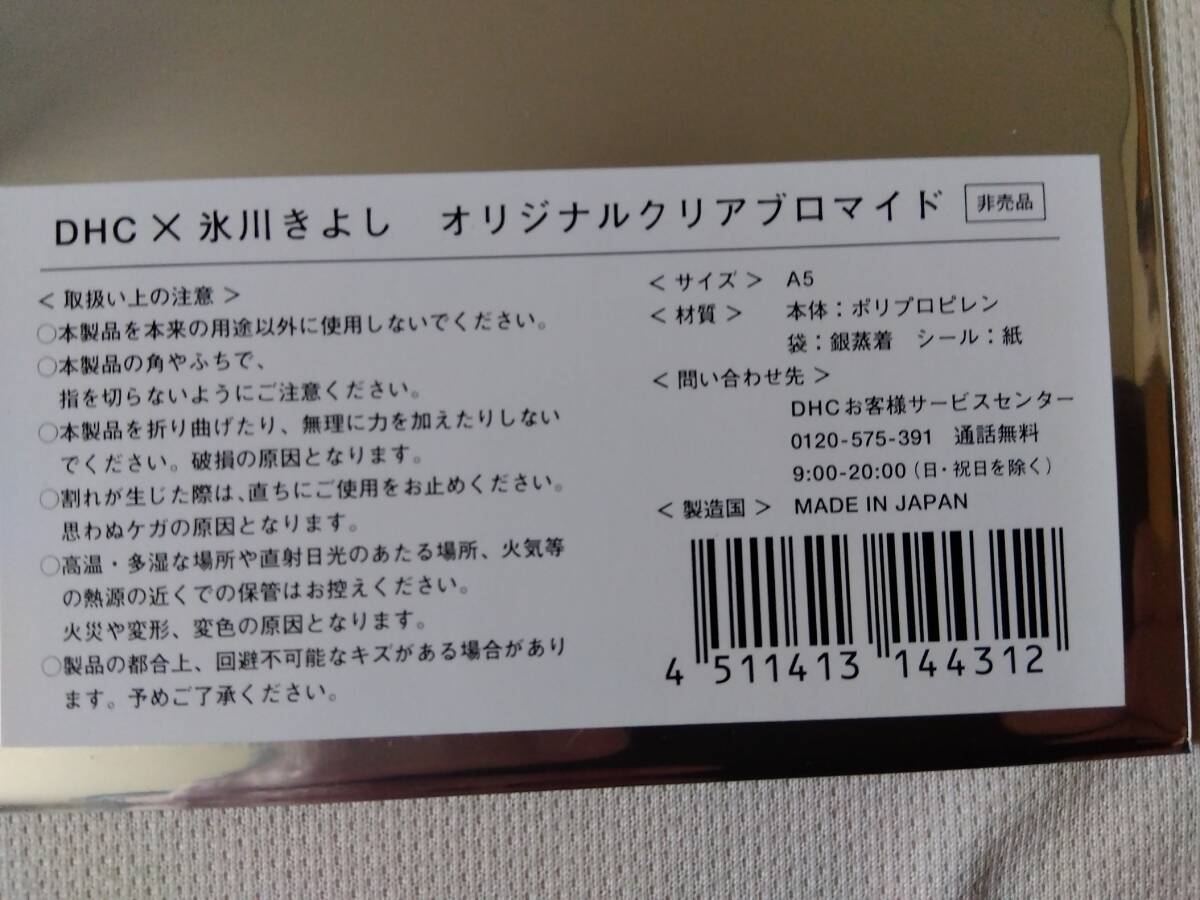 DHC×氷川きよし　オリジナルクリアブロマイド　非売品
＜取扱い上の注意＞
○本製品を本来の用途以外に使用しないでください。
○本製品の角やふちで、
指を切らないようにご注意ください。
○本製品を折り曲げたり、無理に力を加えたりしない
でください。破損の原因となります。
○割れが生じた際は、直ちにご使用をお止めください。
思わぬケガの原因となります。
○高温・多湿な場所や直射日光のあたる場所、火気等
の熱源の近くでの保管はお控えください。
火災や変形、変色の原因となります。
○製品の都合上、回避不可能なキズがある場合があり
ます。予めご了承ください。
＜サイズ＞　A5
＜材質＞　本体：ポリプロピレン
袋：銀蒸着　シール：紙
＜問い合わせ先＞
DHCお客様サービスセンター
0120-575-391　通話無料
9:00-20:00（日・祝日を除く）
＜製造国＞　MADE IN JAPAN
4 511413 144312